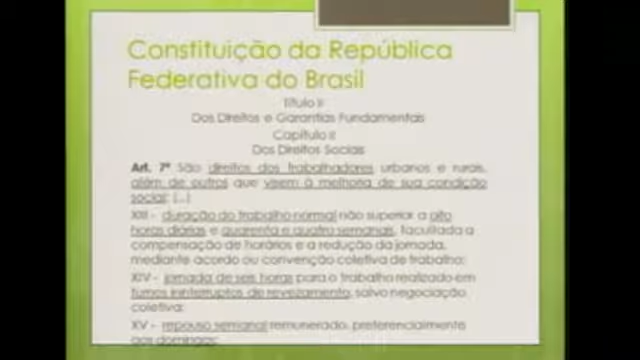 Constituição da República
Federativa do Brasil
Título II
Dos Direitos e Garantias Fundamentais
Capítulo II
Dos Direitos Sociais
Art. 7º São direitos dos trabalhadores urbanos e rurais,
além de outros que visem à melhoria de sua condição
social: (...)
XIII - duração do trabalho normal não superior a oito
horas diárias e quarenta e quatro semanais, facultada a
compensação de horários e a redução da jornada,
mediante acordo ou convenção coletiva de trabalho;
XIV - jornada de seis horas para o trabalho realizado em
turnos ininterruptos de revezamento, salvo negociação
coletiva;
XV - repouso semanal remunerado, preferencialmente
aos domingos;